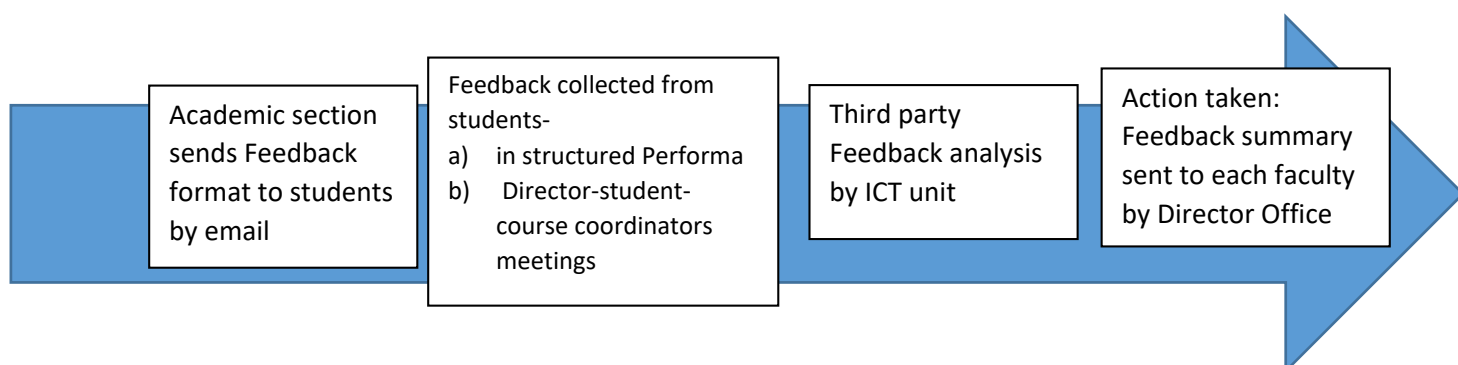 Academic section
sends Feedback
format to students
by email
Feedback collected from
students-
a) in structured Performa
b) Director-student-
course coordinators
meetings
Third party
Feedback analysis
by ICT unit
Action taken:
Feedback summary
sent to each faculty
by Director Office